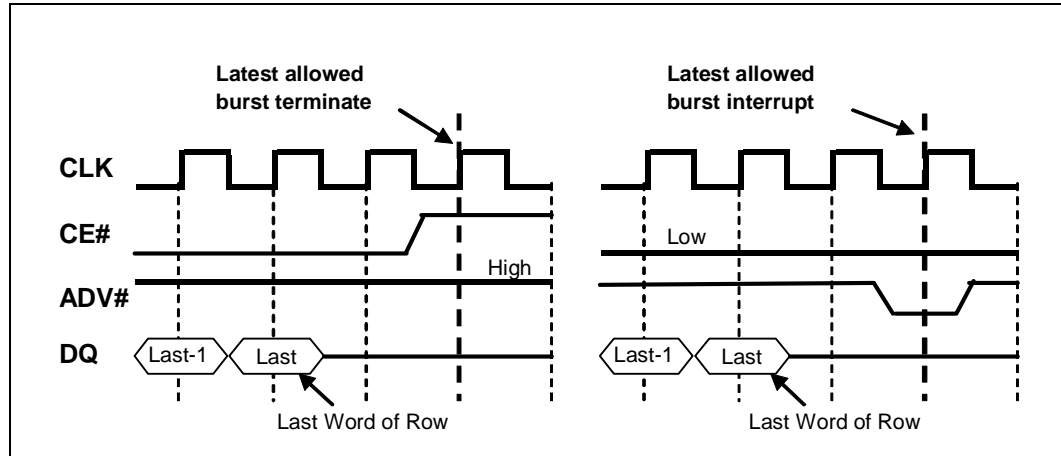 Latest allowed
burst terminate
Latest allowed
burst interrupt
CLK
CE#
Low
High
ADV#
DQ
Last-1
Last
Last-1
Last
Last Word of Row
Last Word of Row